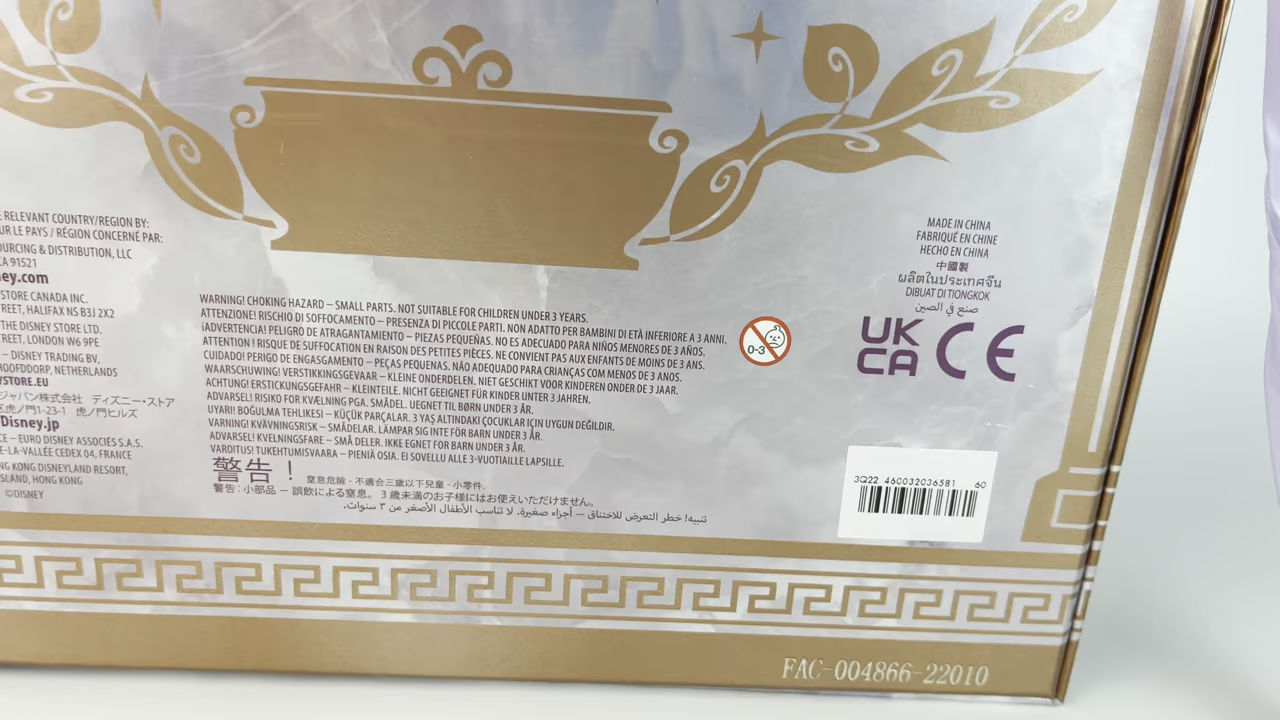 E RELEVANT COUNTRY/REGION BY:
UR LE PAYS / RÉGION CONCERNÉ PAR:
OURCING & DISTRIBUTION, LLC
CA 91521
ney.com
STORE CANADA INC.
REET, HALIFAX NS B3J 2X2
THE DISNEY STORE LTD.
STREET, LONDON W6 9PE
– DISNEY TRADING BV,
HOOFDDORP, NETHERLANDS
YSTORE.EU
ジャパン株式会社 ディズニー・ストア
区虎ノ門1-23-1 虎ノ門ヒルズ
Disney.jp
CE – EURO DISNEY ASSOCIÉS S.A.S.
E-LA-VALLÉE CEDEX 04, FRANCE
NG KONG DISNEYLAND RESORT,
ISLAND, HONG KONG
©DISNEY
WARNING! CHOKING HAZARD – SMALL PARTS. NOT SUITABLE FOR CHILDREN UNDER 3 YEARS.
ATTENZIONE! RISCHIO DI SOFFOCAMENTO – PRESENZA DI PICCOLE PARTI. NON ADATTO PER BAMBINI DI ETÀ INFERIORE A 3 ANNI.
¡ADVERTENCIA! PELIGRO DE ATRAGANTAMIENTO – PIEZAS PEQUEÑAS. NO ES ADECUADO PARA NIÑOS MENORES DE 3 AÑOS.
ATTENTION ! RISQUE DE SUFFOCATION EN RAISON DES PETITES PIÈCES. NE CONVIENT PAS AUX ENFANTS DE MOINS DE 3 ANS.
CUIDADO! PERIGO DE ENGASGAMENTO – PEÇAS PEQUENAS. NÃO ADEQUADO PARA CRIANÇAS COM MENOS DE 3 ANOS.
WAARSCHUWING! VERSTIKKINGSGEVAAR – KLEINE ONDERDELEN. NIET GESCHIKT VOOR KINDEREN ONDER DE 3 JAAR.
ACHTUNG! ERSTICKUNGSGEFAHR – KLEINTEILE. NICHT GEEIGNET FÜR KINDER UNTER 3 JAHREN.
ADVARSEL! RISIKO FOR KVÆLNING PGA. SMÅDEL. UEGNET TIL BØRN UNDER 3 ÅR.
UYARI! BOĞULMA TEHLIKESI – KÜÇÜK PARÇALAR. 3 YAŞ ALTINDAKİ ÇOCUKLAR İÇİN UYGUN DEĞİLDİR.
VARNING! KVÄVNINGSRISK – SMÅDELAR. LÄMPAR SIG INTE FÖR BARN UNDER 3 ÅR.
ADVARSEL! KVELNINGSFARE – SMÅ DELER. IKKE EGNET FOR BARN UNDER 3 ÅR.
VAROITUS! TUKEHTUMISVAARA – PIENIÄ OSIA. EI SOVELLU ALLE 3-VUOTIAILLE LAPSILLE.
警告！ 窒息危險 - 不適合三歲以下兒童 - 小零件.
警告：小部品 – 誤飲による窒息。３歳未満のお子様にはお使いいただけません。
تنبيه! خطر التعرض للاختناق – أجزاء صغيرة. لا تناسب الأطفال الأصغر من ٣ سنوات.
0-3
MADE IN CHINA
FABRIQUÉ EN CHINE
HECHO EN CHINA
中國製
ผลิตในประเทศจีน
DIBUAT DI TIONGKOK
صنع في الصين
UK
CA CE
3Q22 460032036581 60
FAC-004866-22010